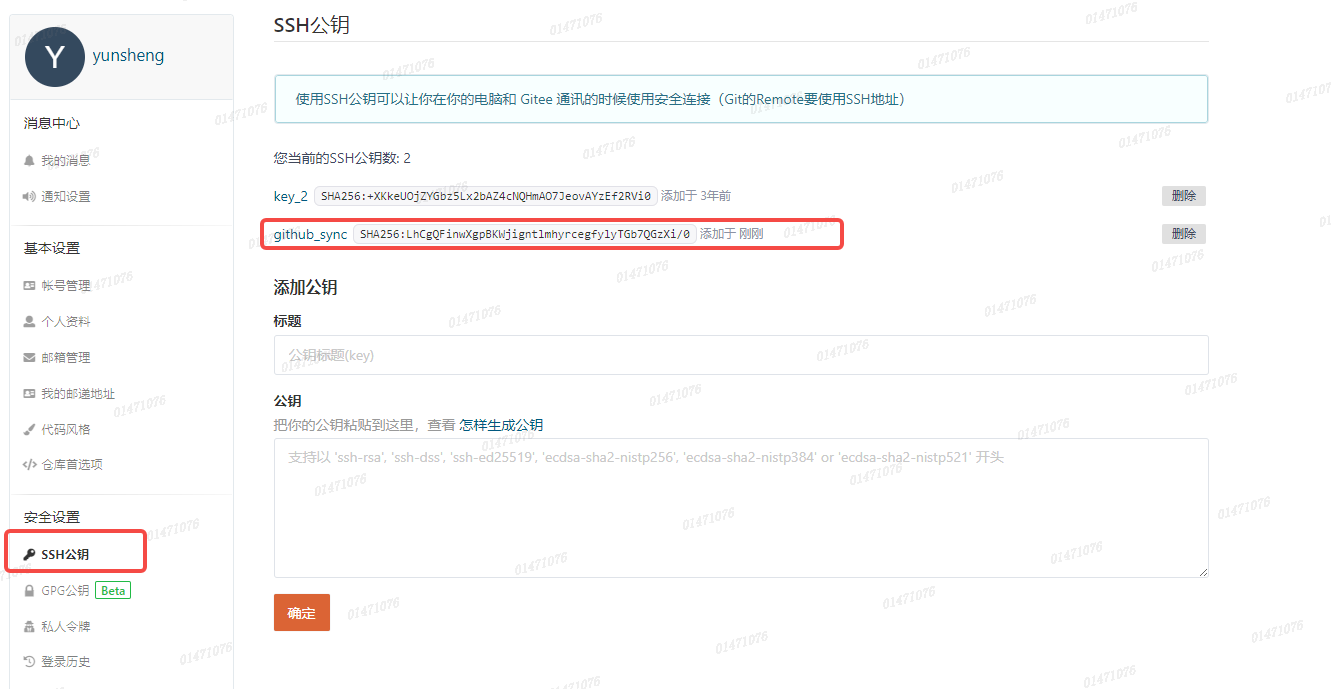 Y
yunsheng
消息中心
我的消息
通知设置
基本设置
帐号管理
个人资料
邮箱管理
我的邮递地址
代码风格
仓库首选项
安全设置
SSH公钥
GPG公钥 Beta
私人令牌
登录历史
SSH公钥
使用SSH公钥可以让你在你的电脑和 Gitee 通讯的时候使用安全连接（Git的Remote要使用SSH地址）
您当前的SSH公钥数: 2
key_2 SHA256:+XKkeUOjZYGbz5Lx2bAZ4cNQHmAO7JeovAYzEf2RVi0 添加于 3年前 删除
github_sync SHA256:LhCgQFinwXgpBKWjigntlmhyrcegfylyTGb7QGzXi/0 添加于 刚刚 删除
添加公钥
标题
公钥标题(key)
公钥
把你的公钥粘贴到这里，查看 怎样生成公钥
支持以 'ssh-rsa', 'ssh-dss', 'ssh-ed25519', 'ecdsa-sha2-nistp256', 'ecdsa-sha2-nistp384' or 'ecdsa-sha2-nistp521' 开头
确定
01471076